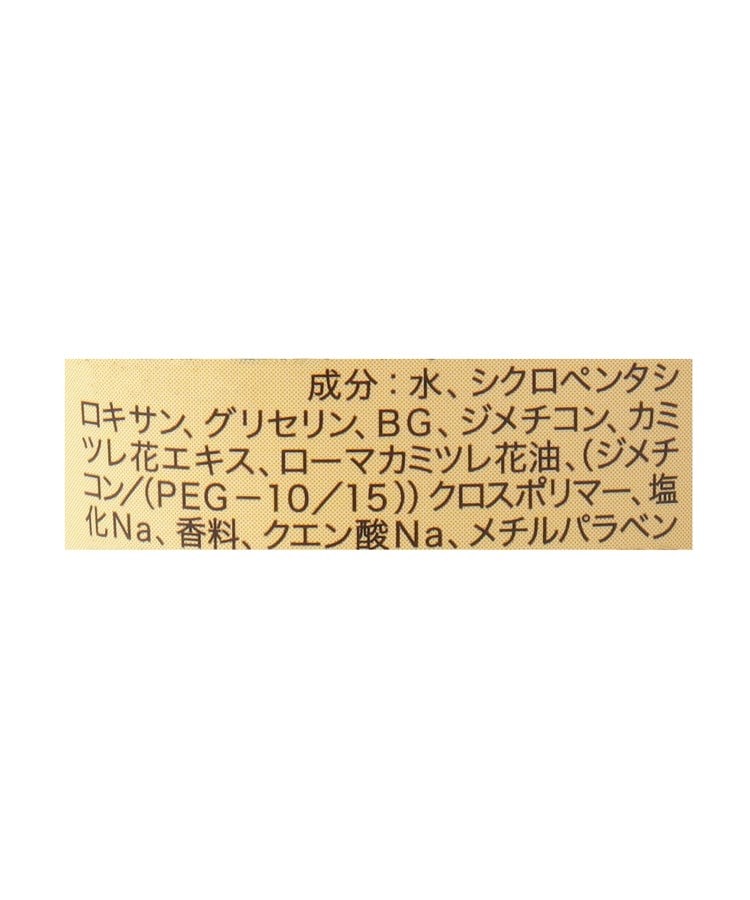 成分：水、シクロペンタシ
ロキサン、グリセリン、BG、ジメチコン、カミ
ツレ花エキス、ローマカミツレ花油、(ジメチ
コン/(PEG－10／15))クロスポリマー、塩
化Na、香料、クエン酸Na、メチルパラベン